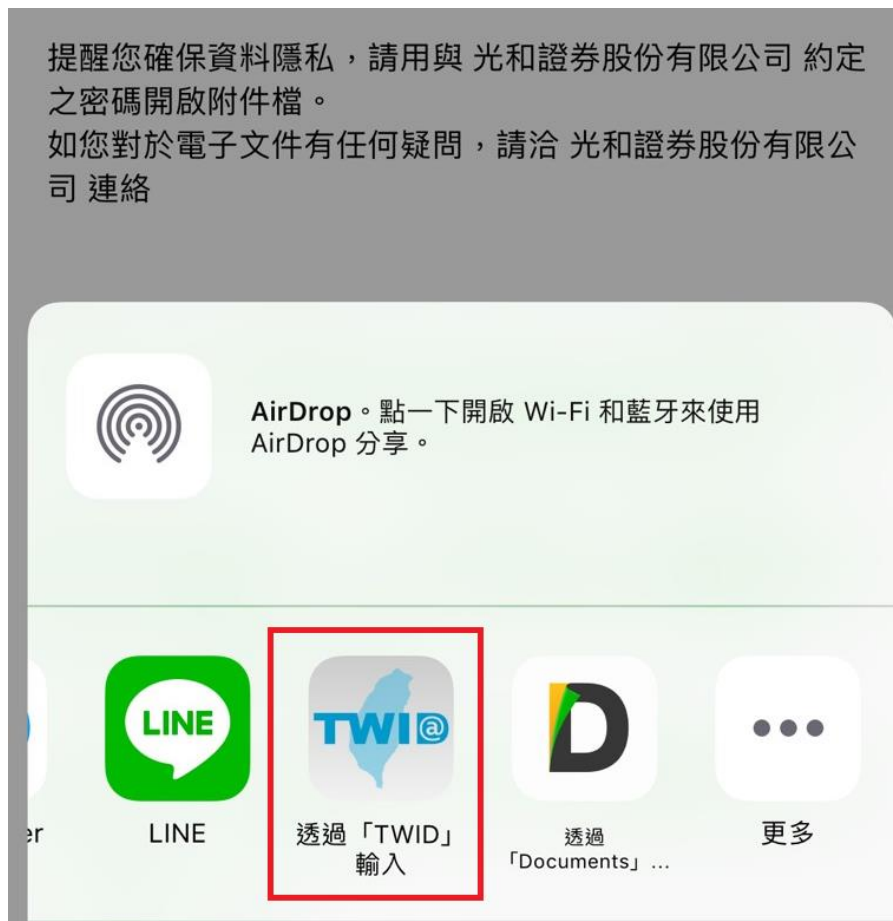 提醒您確保資料隱私，請用與 光和證券股份有限公司 約定
之密碼開啟附件檔。
如您對於電子文件有任何疑問，請洽 光和證券股份有限公
司 連絡
AirDrop。點一下開啟 Wi-Fi 和藍牙來使用
AirDrop 分享。
LINE
TWID@
D
er
LINE
透過「TWID」
輸入
透過
「Documents」...
更多